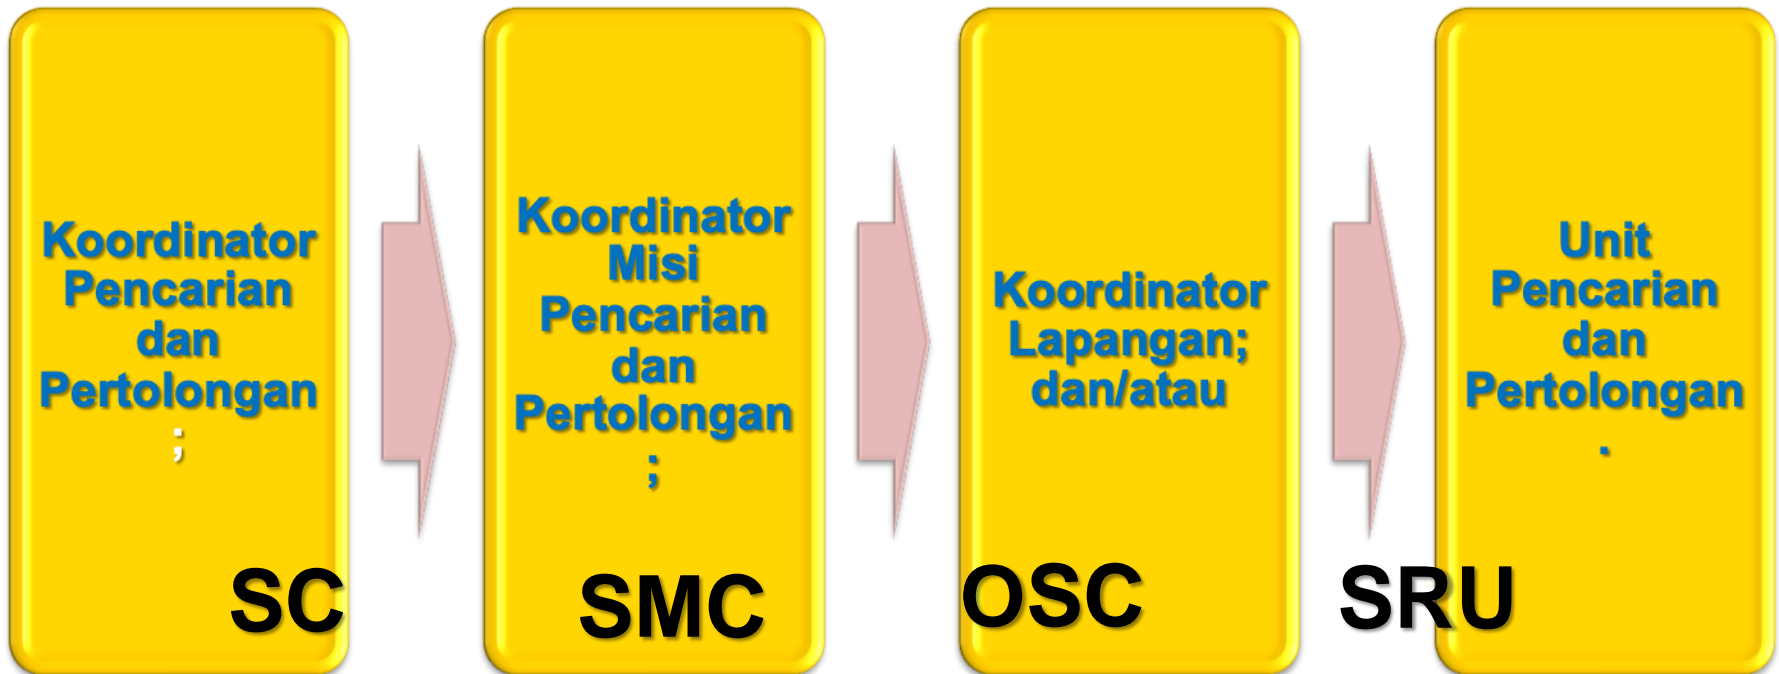 Koordinator
Pencarian
dan
Pertolongan
;
SC
Koordinator
Misi
Pencarian
dan
Pertolongan
;
SMC
Koordinator
Lapangan;
dan/atau
OSC
Unit
Pencarian
dan
Pertolongan
.
SRU